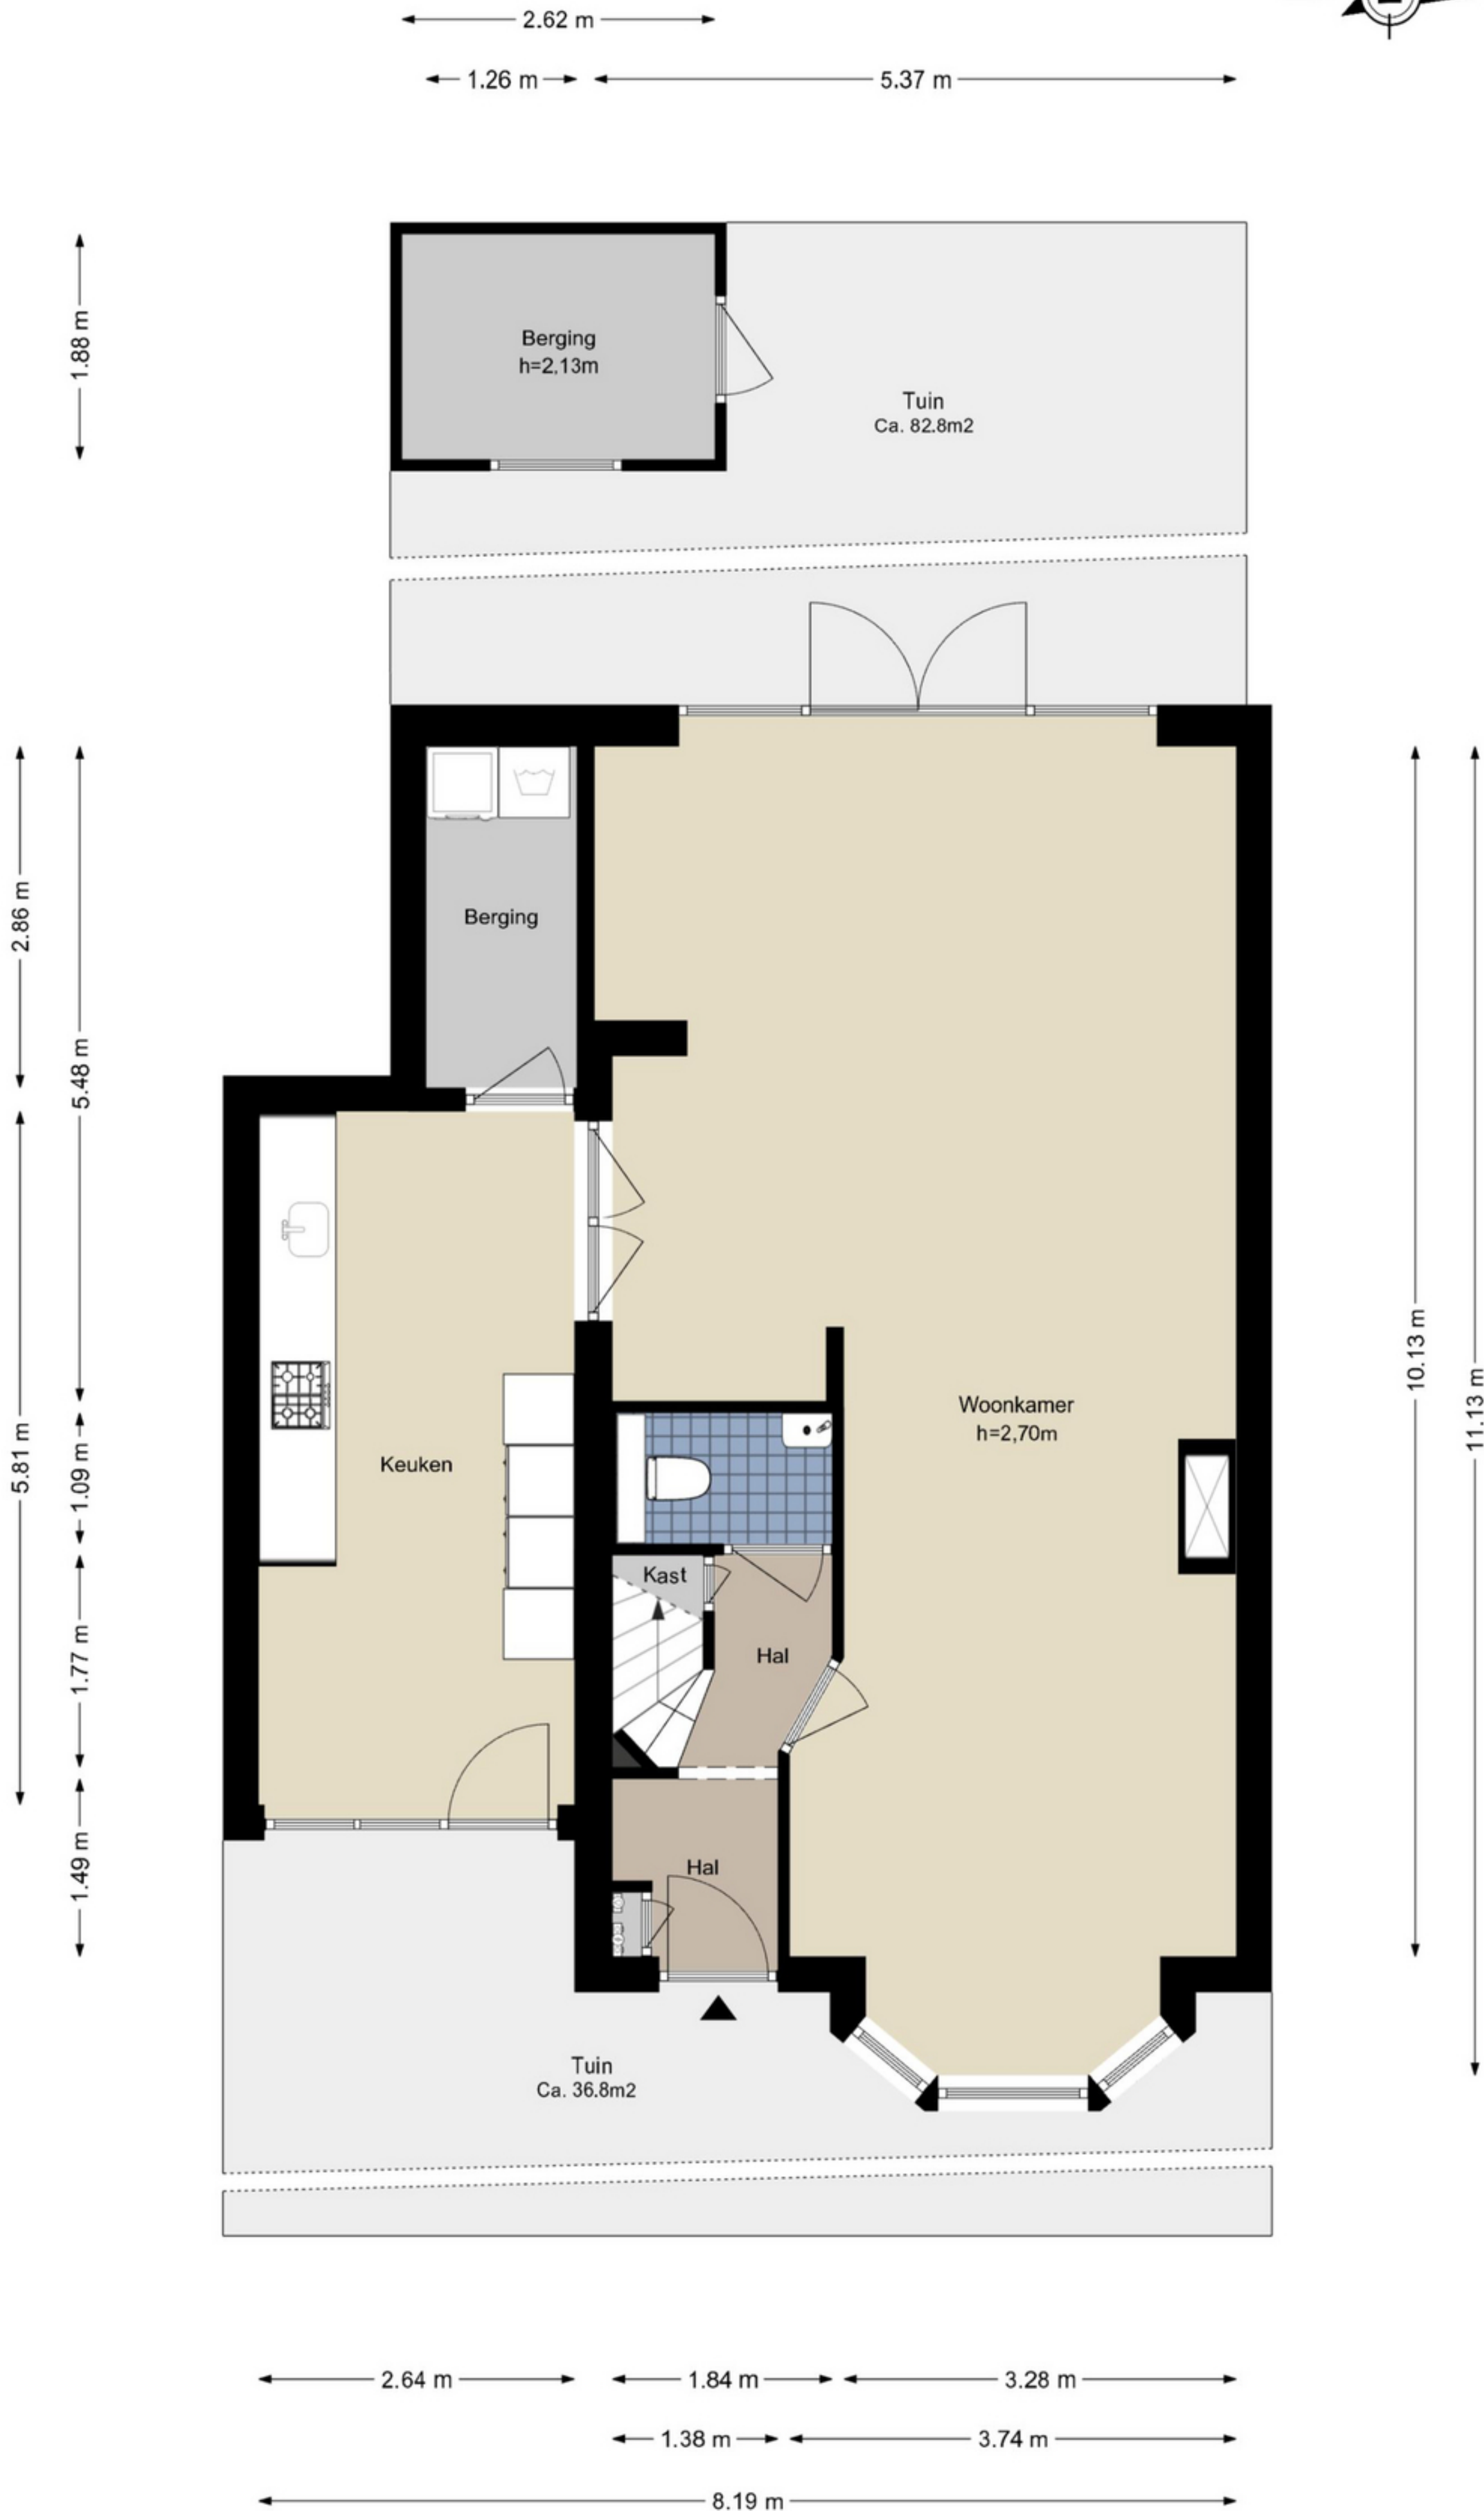 2.62 m
1.26 m
5.37 m
1.88 m
Berging
h=2,13m
Tuin
Ca. 82.8m2
2.86 m
5.48 m
Berging
10.13 m
11.13 m
5.81 m
1.09 m
Keuken
Woonkamer
h=2,70m
Kast
1.77 m
Hal
1.49 m
Hal
Tuin
Ca. 36.8m2
2.64 m
1.84 m
3.28 m
1.38 m
3.74 m
8.19 m